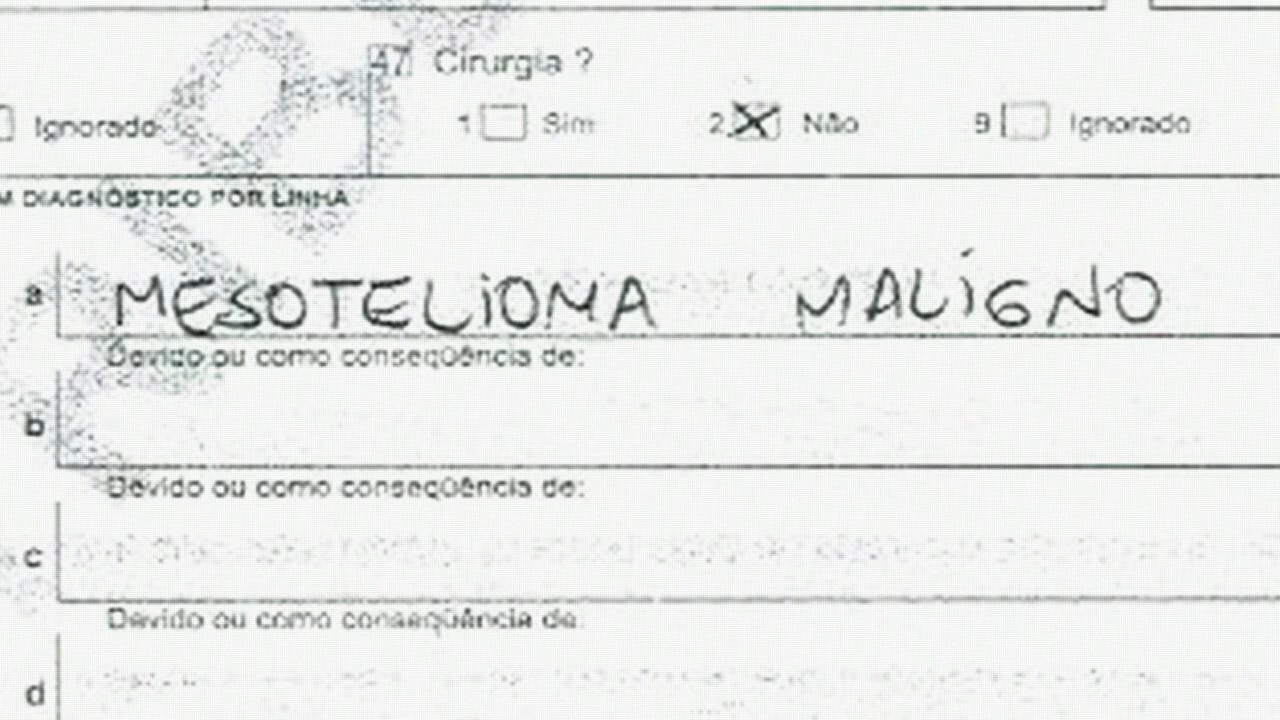 47 Cirurgia ?
Ignorado 1 Sim 2 X Não 9 Ignorado
M DIAGNÓSTICO POR LINHA
a MESOTELIOMA MALIGNO
Devido ou como conseqüência de:
b
Devido ou como conseqüência de:
c
Devido ou como conseqüência de:
d